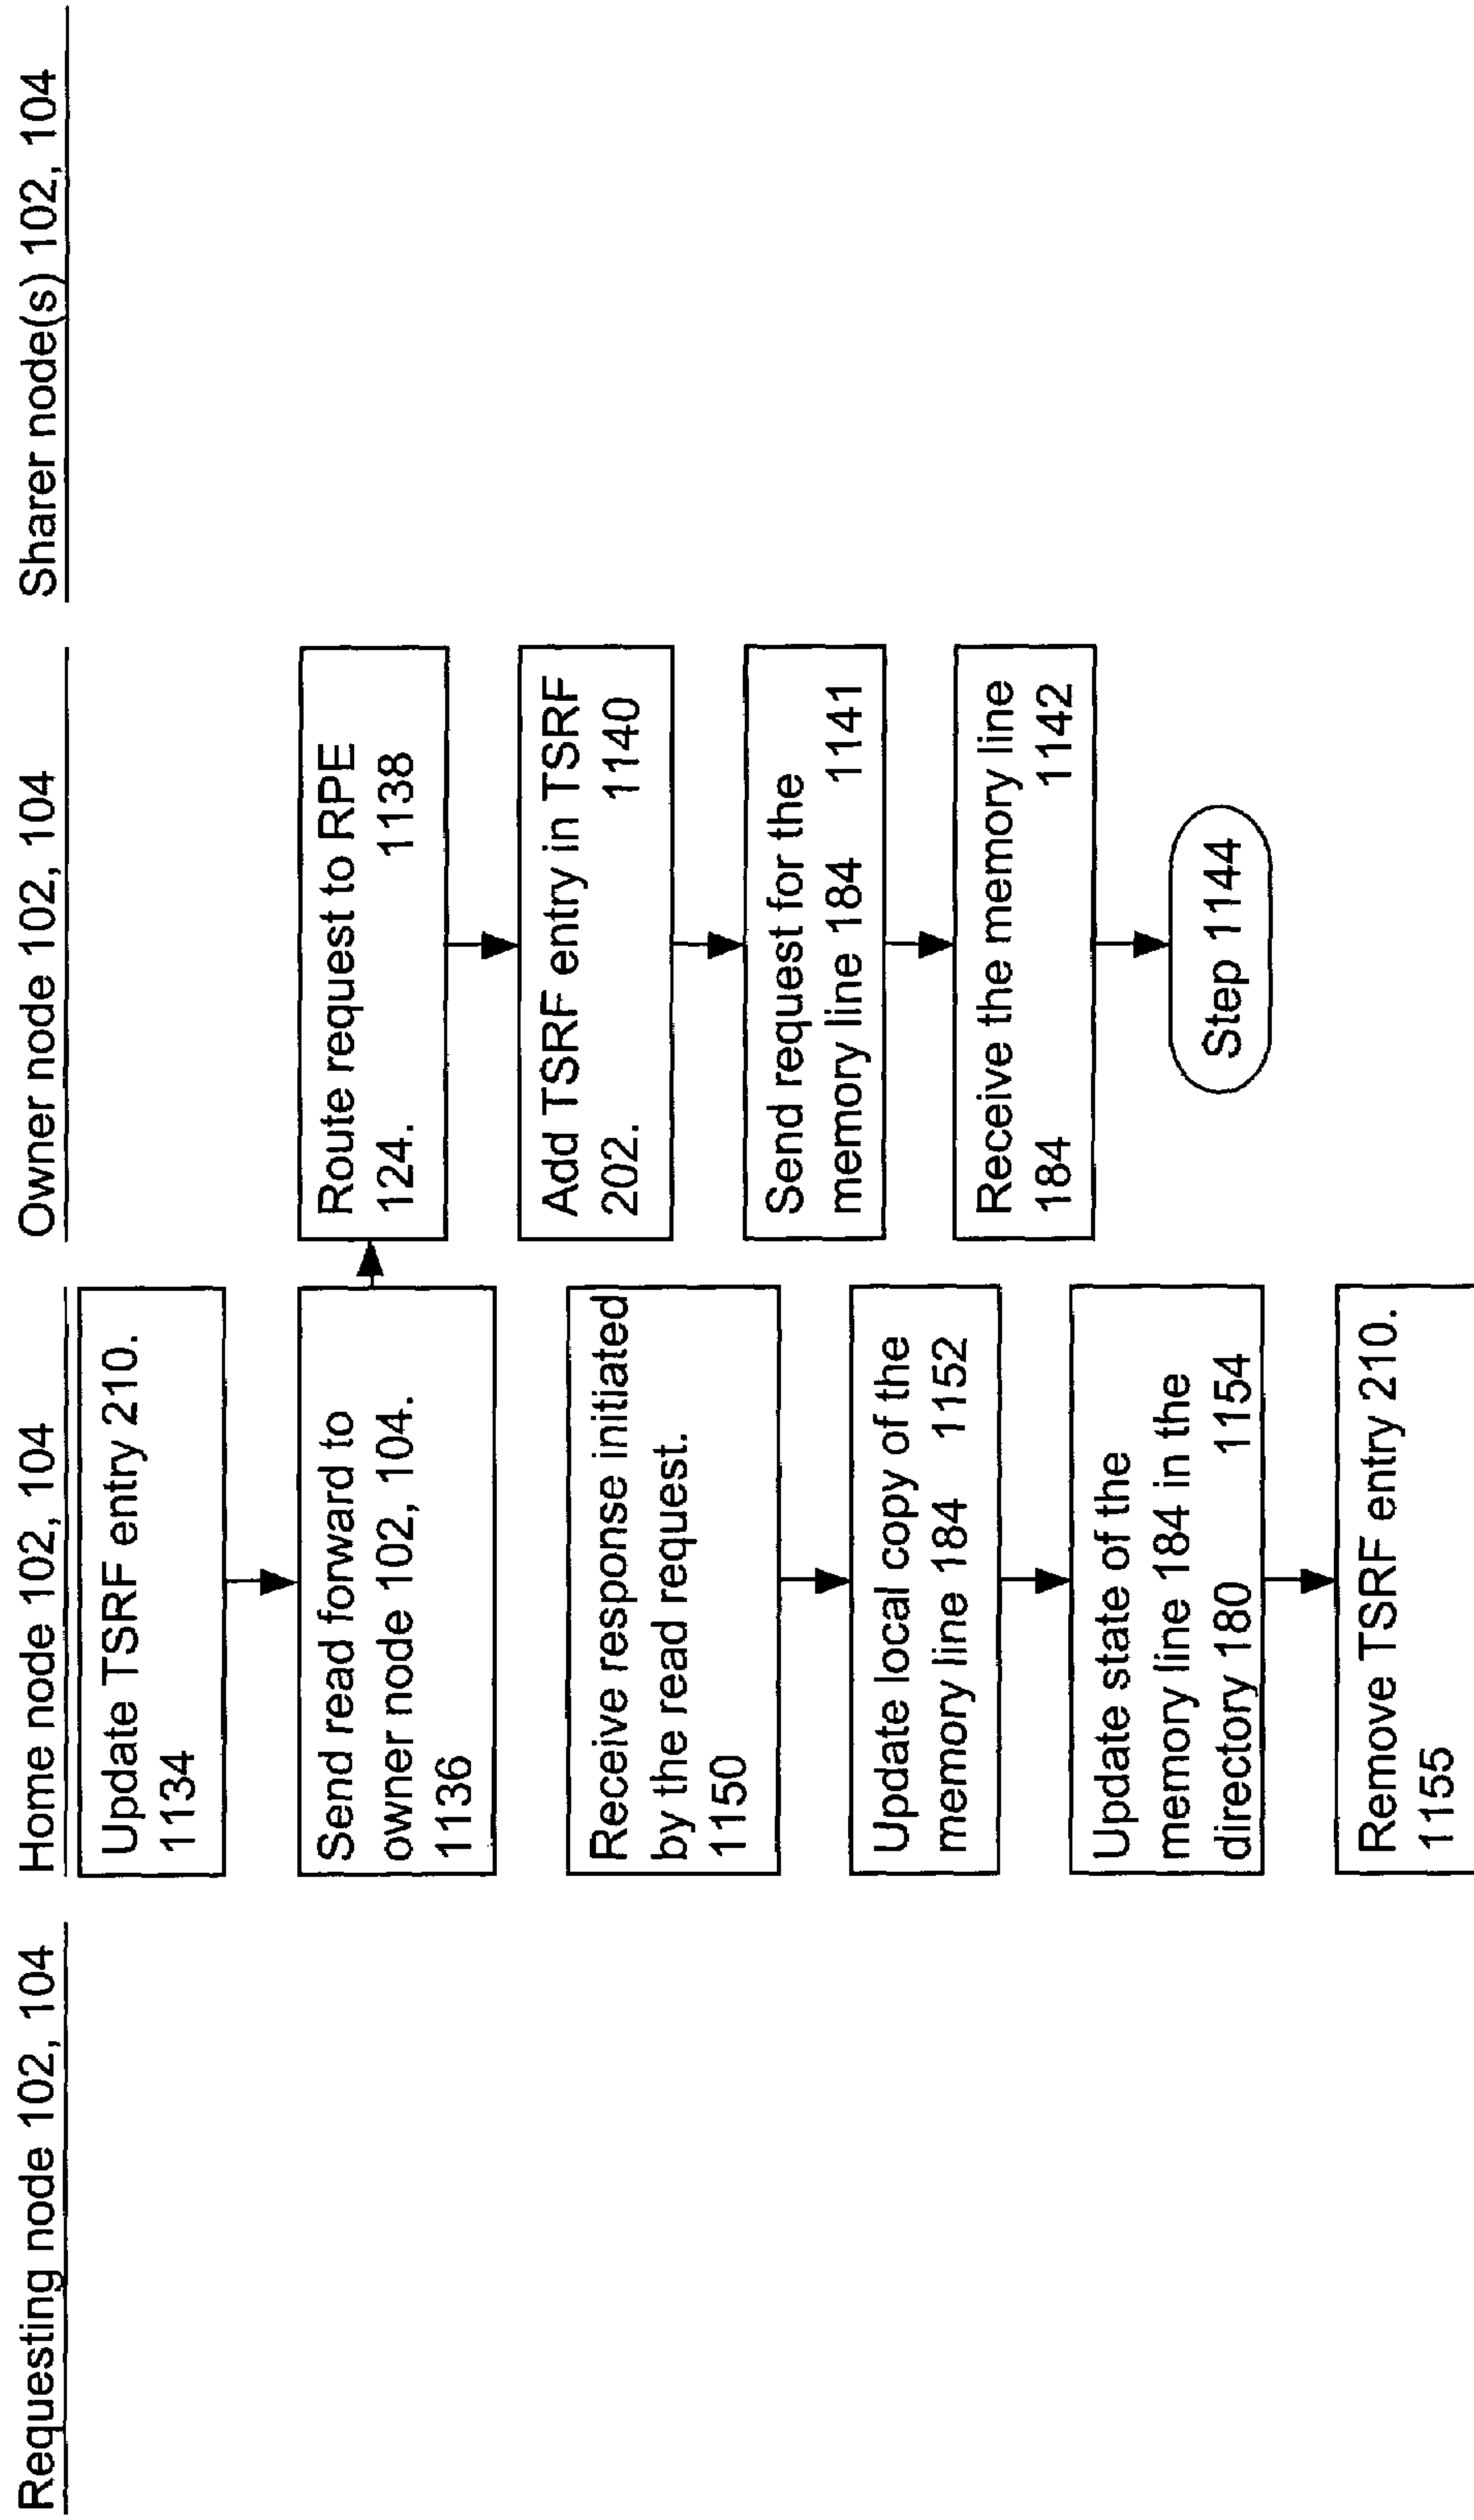 Requesting node 102, 104
Home node 102, 104
Owner node 102, 104
Sharer node(s) 102, 104
Update TSRF entry 210.
1134
Send read forward to
owner node 102, 104.
1136
Route request to RPE
124. 1138
Add TSRF entry in TSRF
202. 1140
Send request for the
memory line 184 1141
Receive the memory line
184 1142
Step 1144
Receive response initiated
by the read request.
1150
Update local copy of the
memory line 184 1152
Update state of the
memory line 184 in the
directory 180 1154
Remove TSRF entry 210.
1155